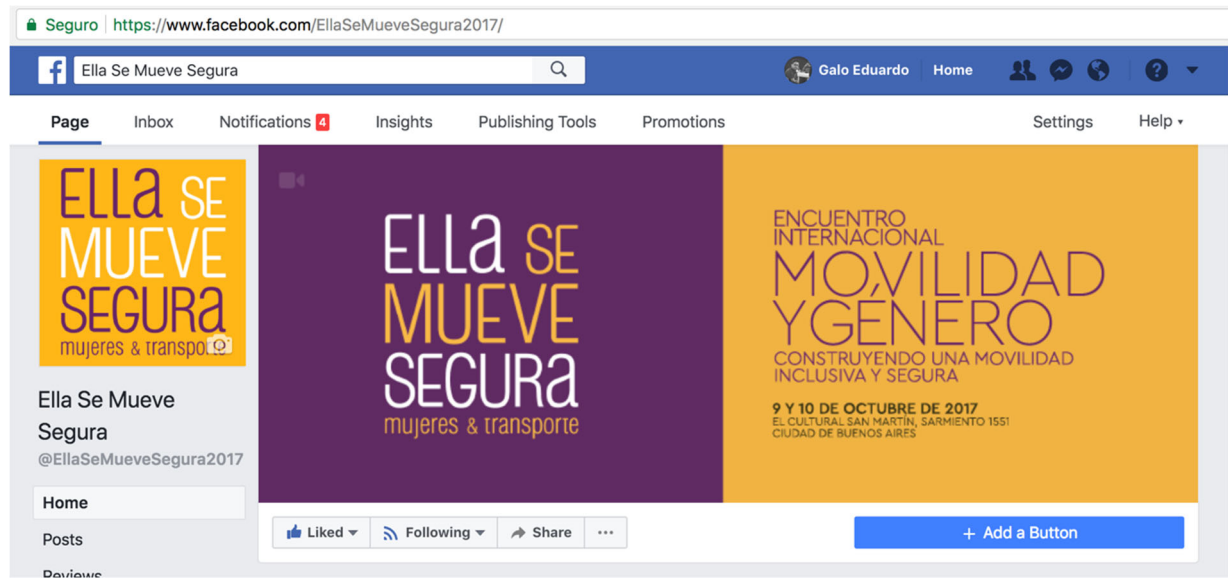 Seguro https://www.facebook.com/EllaSeMueveSegura2017/
Ella Se Mueve Segura
Galo Eduardo Home
Page Inbox Notifications 4 Insights Publishing Tools Promotions Settings Help
ELLa SE
MUEVE
SEGURa
mujeres & transporte
Ella Se Mueve
Segura
@EllaSeMueveSegura2017
Home
Posts
Reviews
ELLa SE
MUEVE
SEGURa
mujeres & transporte
ENCUENTRO
INTERNACIONAL
MOVILIDAD
Y GÉNERO
CONSTRUYENDO UNA MOVILIDAD
INCLUSIVA Y SEGURA
9 Y 10 DE OCTUBRE DE 2017
EL CULTURAL SAN MARTÍN, SARMIENTO 1551
CIUDAD DE BUENOS AIRES
Liked Following Share ...
+ Add a Button